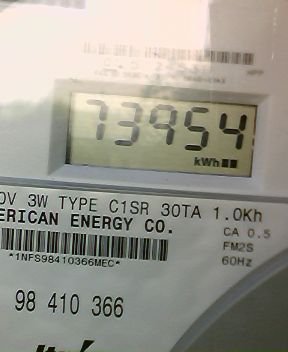 73954
kWh
0V 3W TYPE C1SR 30TA 1.0Kh
ERICAN ENERGY CO.
CA 0.5
FM2S
*1NFS98410366MEC*
60Hz
98 410 366